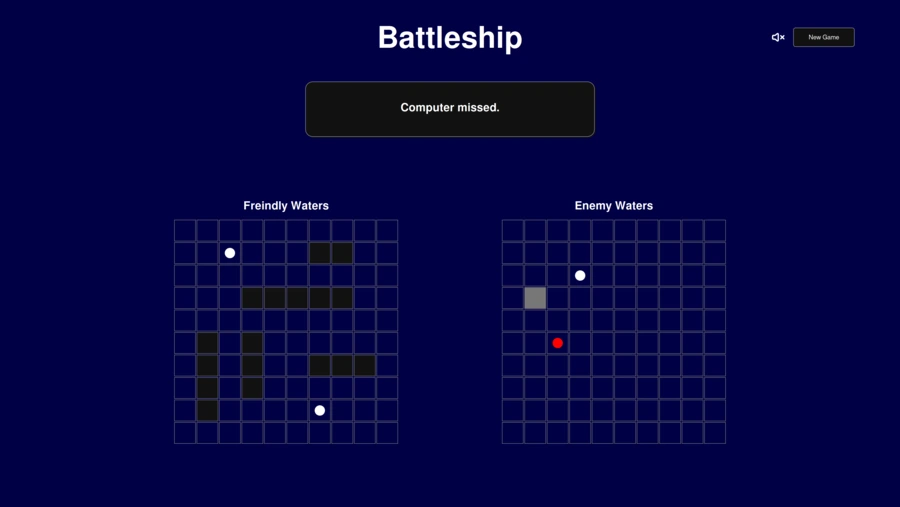 Battleship
New Game
Computer missed.
Freindly Waters
Enemy Waters